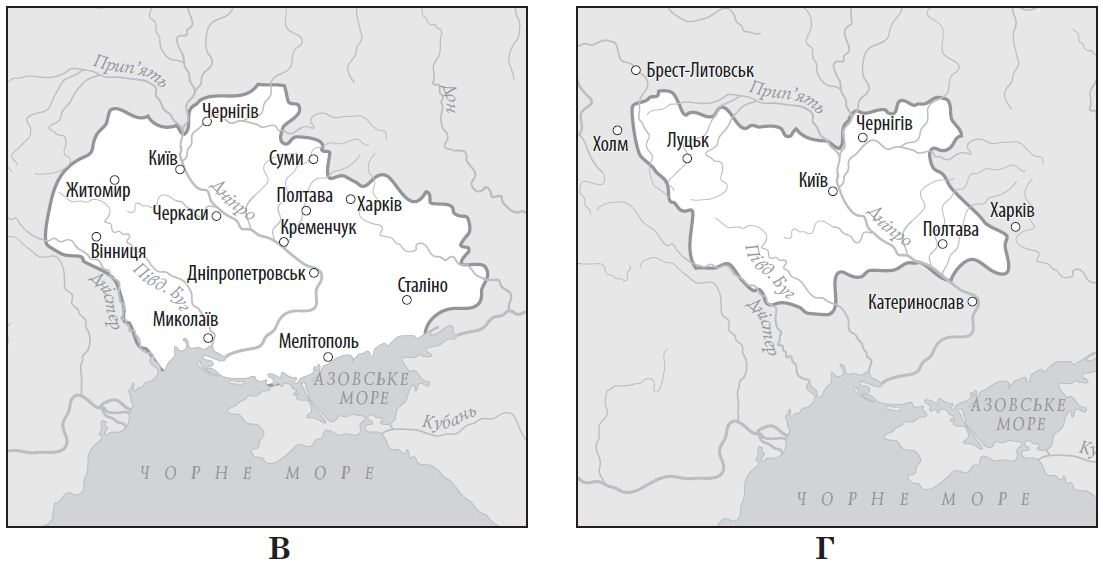 Прип'ять
Дон
Чернігів
Київ
Суми
Житомир
Дніпро
Полтава
Харків
Черкаси
Кременчук
Вінниця
Півд. Буг
Дніпропетровськ
Дністер
Сталіно
Миколаїв
Мелітополь
АЗОВСЬКЕ
МОРЕ
Кубань
ЧОРНЕ МОРЕ
В
Брест-Литовськ
Прип'ять
Холм
Луцьк
Чернігів
Київ
Дніпро
Харків
Полтава
Півд. Буг
Катеринослав
Дністер
АЗОВСЬКЕ
МОРЕ
Ку
ЧОРНЕ МОРЕ
Г